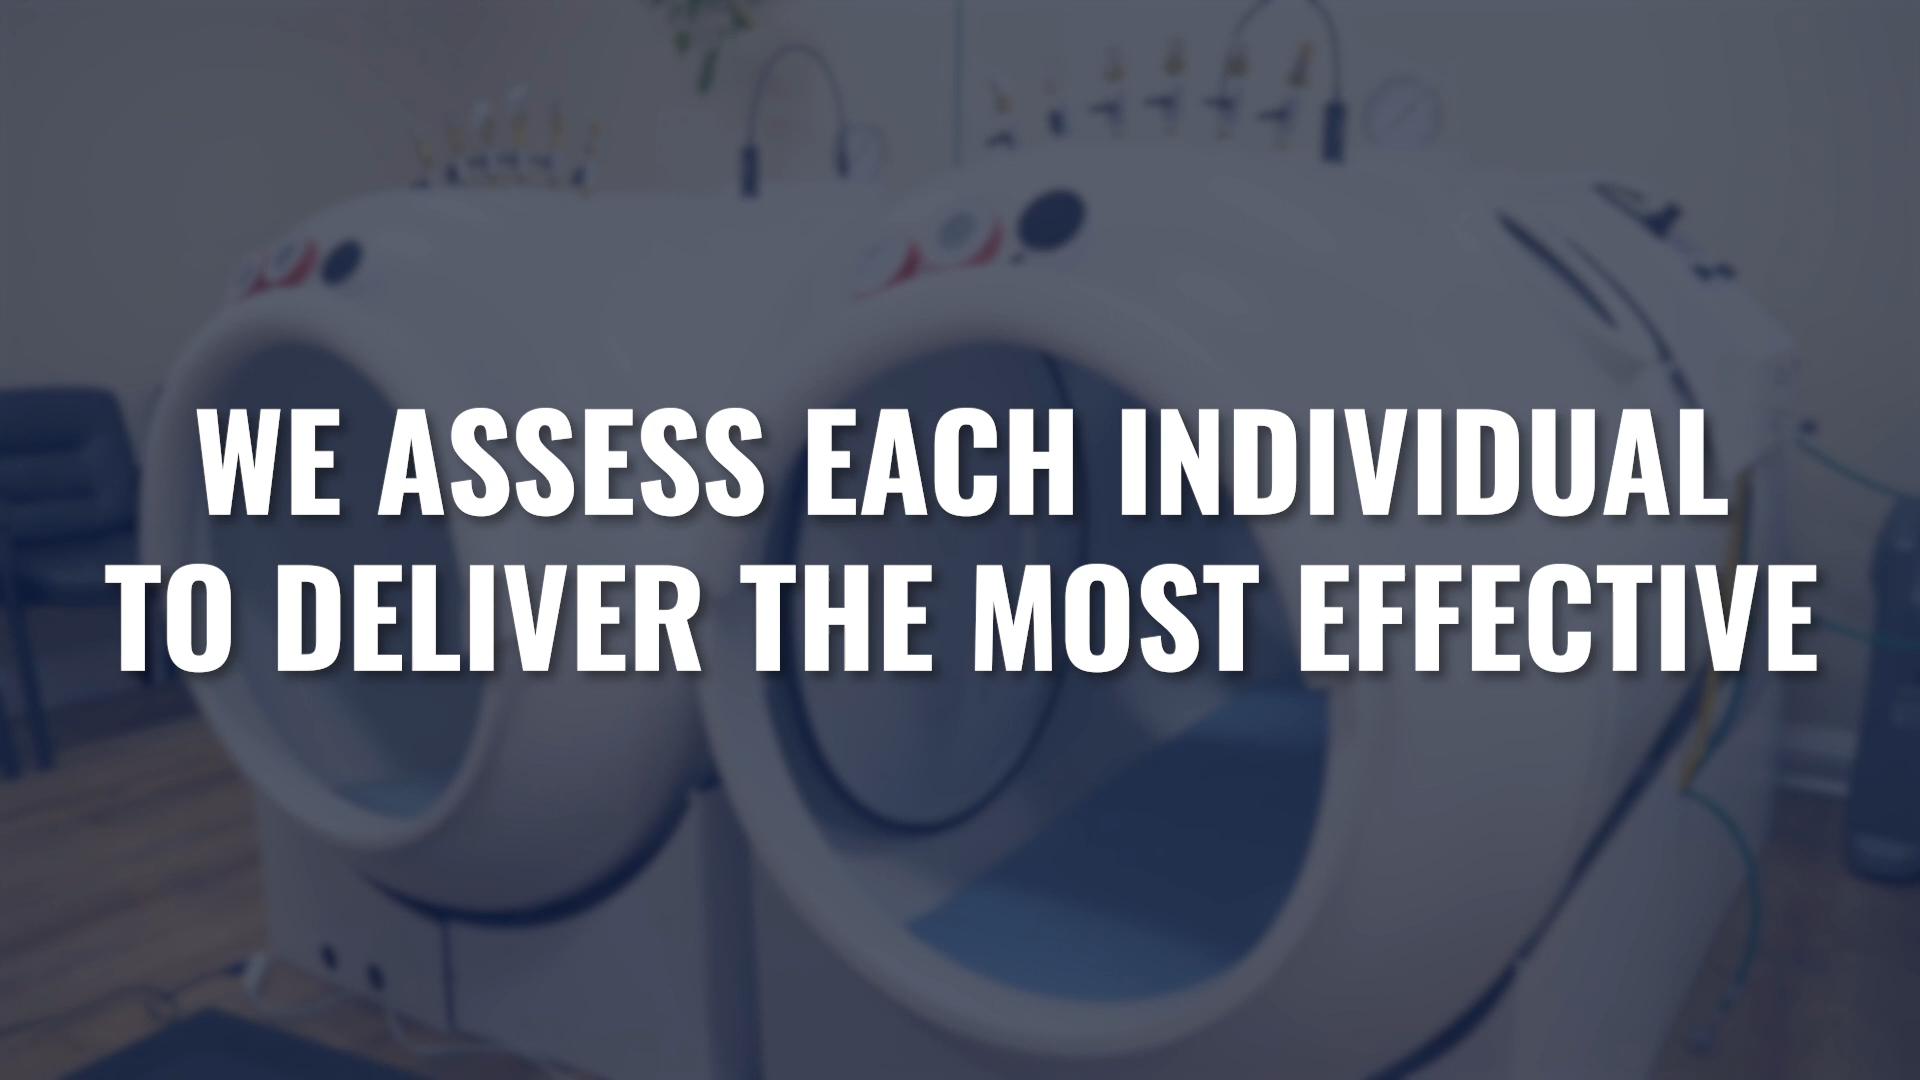 WE ASSESS EACH INDIVIDUAL
TO DELIVER THE MOST EFFECTIVE